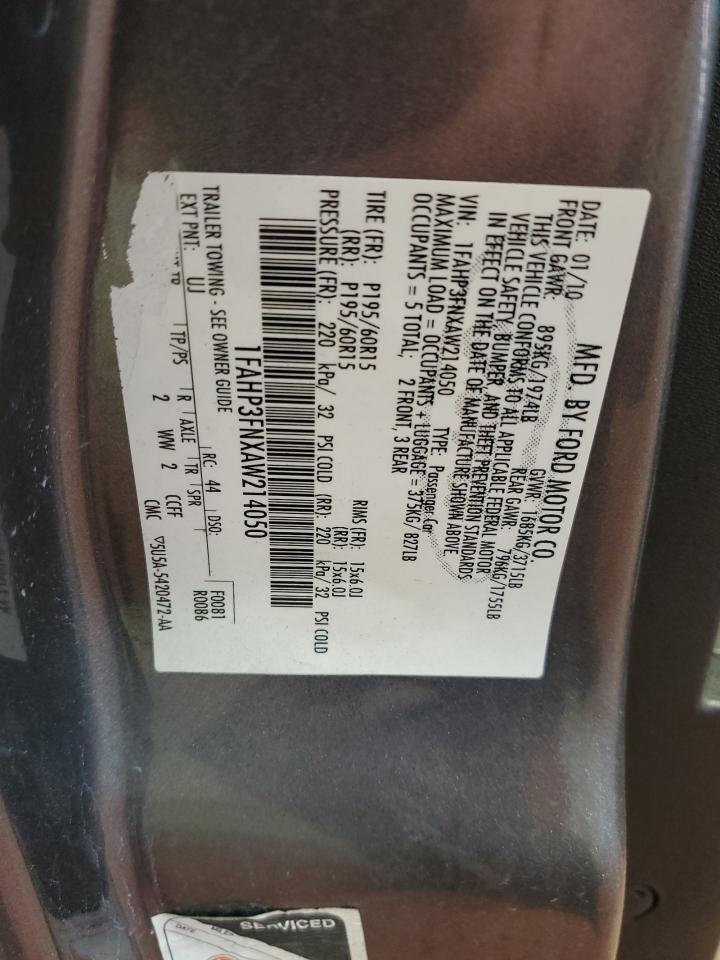 MFD. BY FORD MOTOR CO.
DATE: 01/10 GVWR: 1685KG/3715LB
FRONT GAWR: 895KG/1974LB REAR GAWR: 796KG/1755LB
THIS VEHICLE CONFORMS TO ALL APPLICABLE FEDERAL MOTOR
VEHICLE SAFETY, BUMPER, AND THEFT PREVENTION STANDARDS
IN EFFECT ON THE DATE OF MANUFACTURE SHOWN ABOVE
VIN: 1FAHP3FNXAW214050 TYPE: Passenger Car
MAXIMUM LOAD = OCCUPANTS + LUGGAGE = 375KG/ 827LB
OCCUPANTS = 5 TOTAL; 2 FRONT, 3 REAR
TIRE (FR): P195/60R15 RIMS (FR): 15x6.0J
(RR): P195/60R15 (RR): 15x6.0J
PRESSURE (FR): 220 kPa/ 32 PSI COLD (RR): 220 kPa/ 32 PSI COLD
1FAHP3FNXAW214050
TRAILER TOWING - SEE OWNER GUIDE F0081
EXT PNT: UJ RC: 44 DSO: R0086
TR TP/PS R AXLE TR SPR
2 WW 2 CCFF
CMC ▽5U5A-5420472-AA
SERVICED
DATE